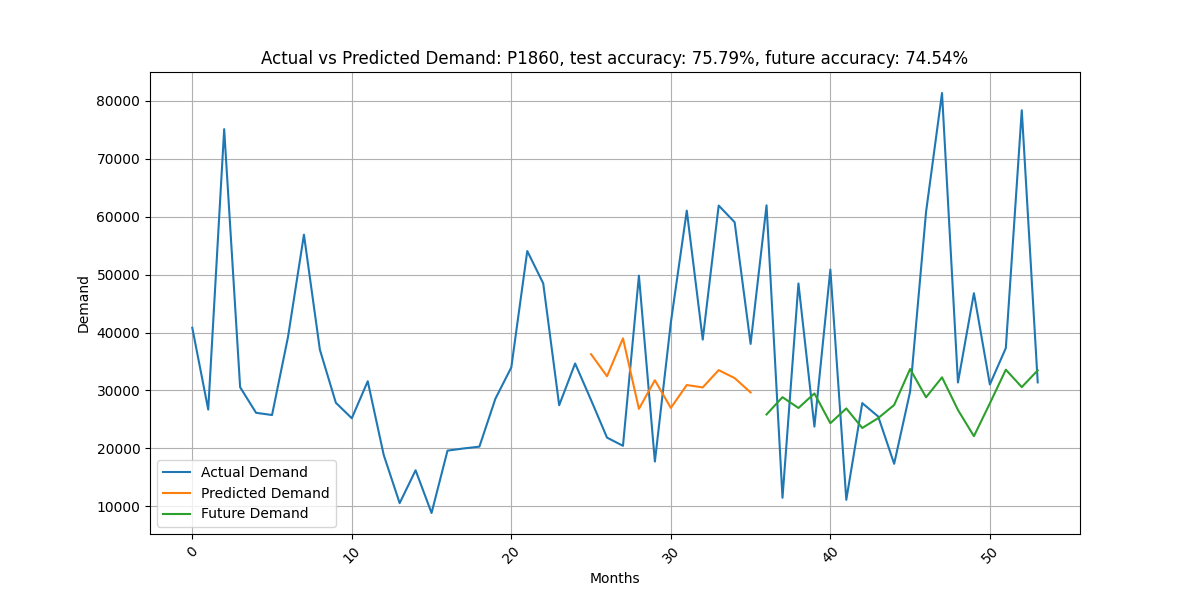 Actual vs Predicted Demand: P1860, test accuracy: 75.79%, future accuracy: 74.54%
80000
70000
60000
50000
40000
30000
20000
10000
Demand
Actual Demand
Predicted Demand
Future Demand
0
10
20
30
40
50
Months